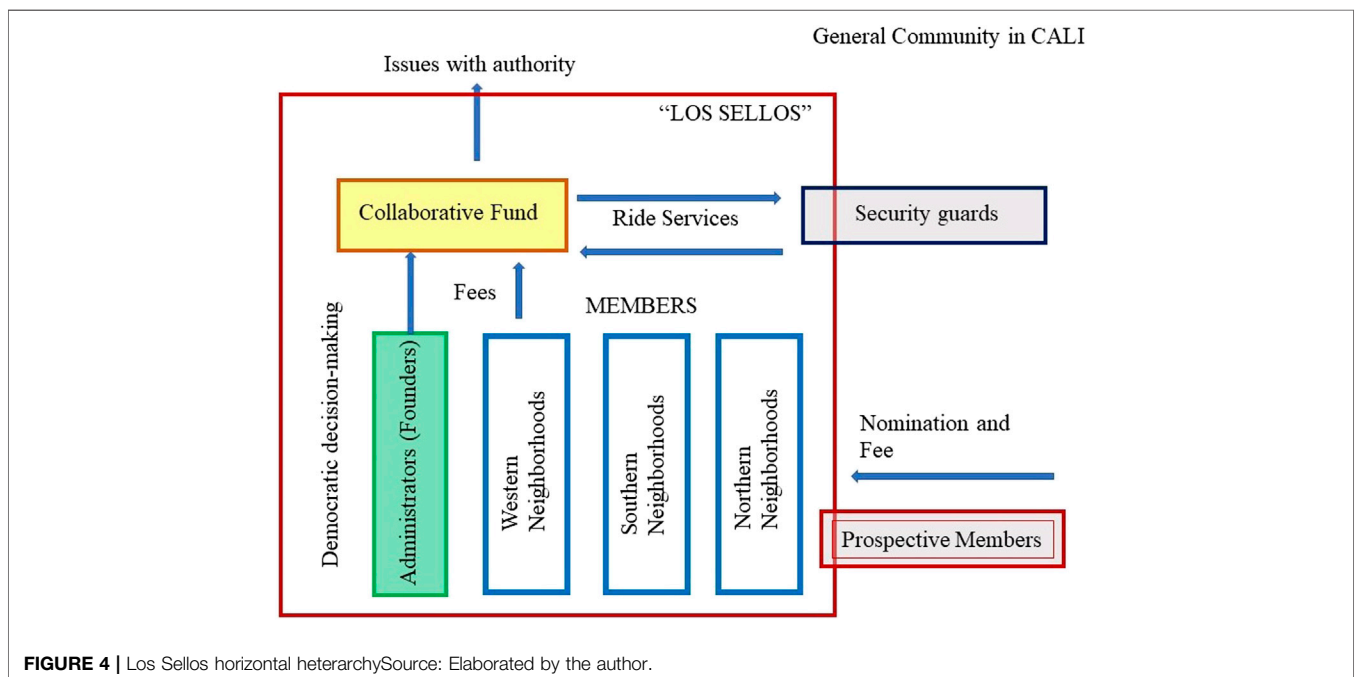 General Community in CALI
Issues with authority
“LOS SELLOS”
Collaborative Fund
Ride Services
Security guards
Fees
MEMBERS
Democratic decision-making
Administrators (Founders)
Western
Neighborhoods
Southern
Neighborhoods
Northern
Neighborhoods
Nomination and
Fee
Prospective Members
FIGURE 4 | Los Sellos horizontal heterarchySource: Elaborated by the author.